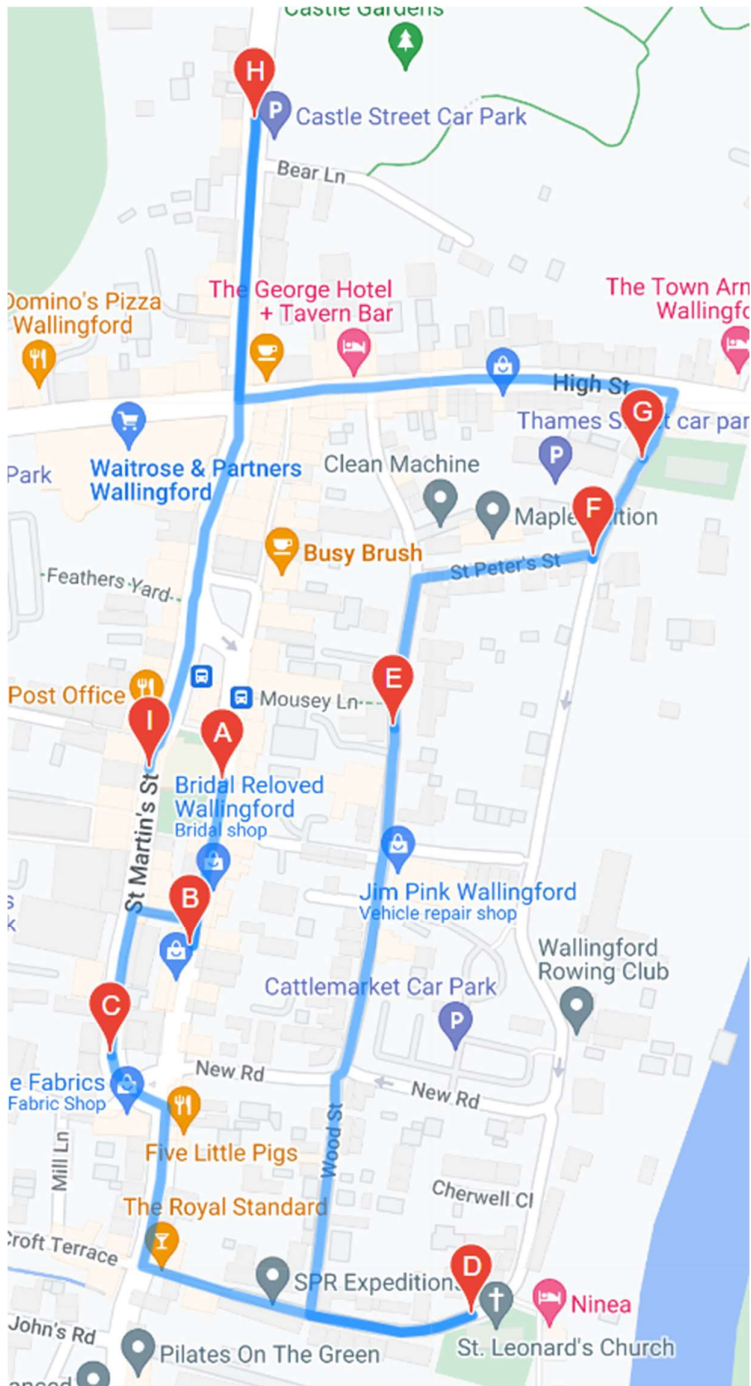 Castle Gardens
H
P
Castle Street Car Park
Bear Ln
Domino's Pizza
Wallingford
The George Hotel
+ Tavern Bar
The Town Arm
Wallingfo
High St
G
Thames S
et car par
P
Park
Waitrose & Partners
Wallingford
Clean Machine
F
Maple
ition
Busy Brush
St Peter's St
Feathers Yard
E
Post Office
Mousey Ln
I
A
Bridal Reloved
Wallingford
Bridal shop
St Martin's St
Jim Pink Wallingford
Vehicle repair shop
B
s
k
Wallingford
Rowing Club
Cattlemarket Car Park
P
C
New Rd
New Rd
e Fabrics
Fabric Shop
Five Little Pigs
Wood St
Mill Ln
Cherwell Cl
The Royal Standard
Croft Terrace
SPR Expedition
D
Ninea
John's Rd
Pilates On The Green
St. Leonard's Church
anced